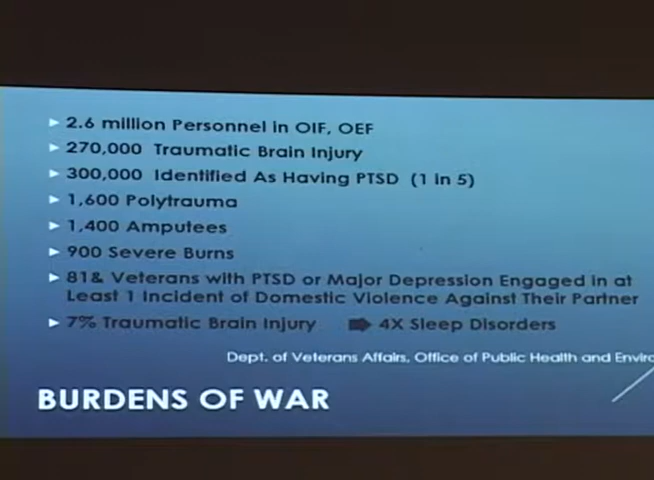 2.6 million Personnel in OIF, OEF
270,000 Traumatic Brain Injury
300,000 Identified As Having PTSD (1 in 5)
1,600 Polytrauma
1,400 Amputees
900 Severe Burns
81& Veterans with PTSD or Major Depression Engaged in at
Least 1 Incident of Domestic Violence Against Their Partner
7% Traumatic Brain Injury 4X Sleep Disorders
Dept. of Veterans Affairs, Office of Public Health and Enviro
BURDENS OF WAR